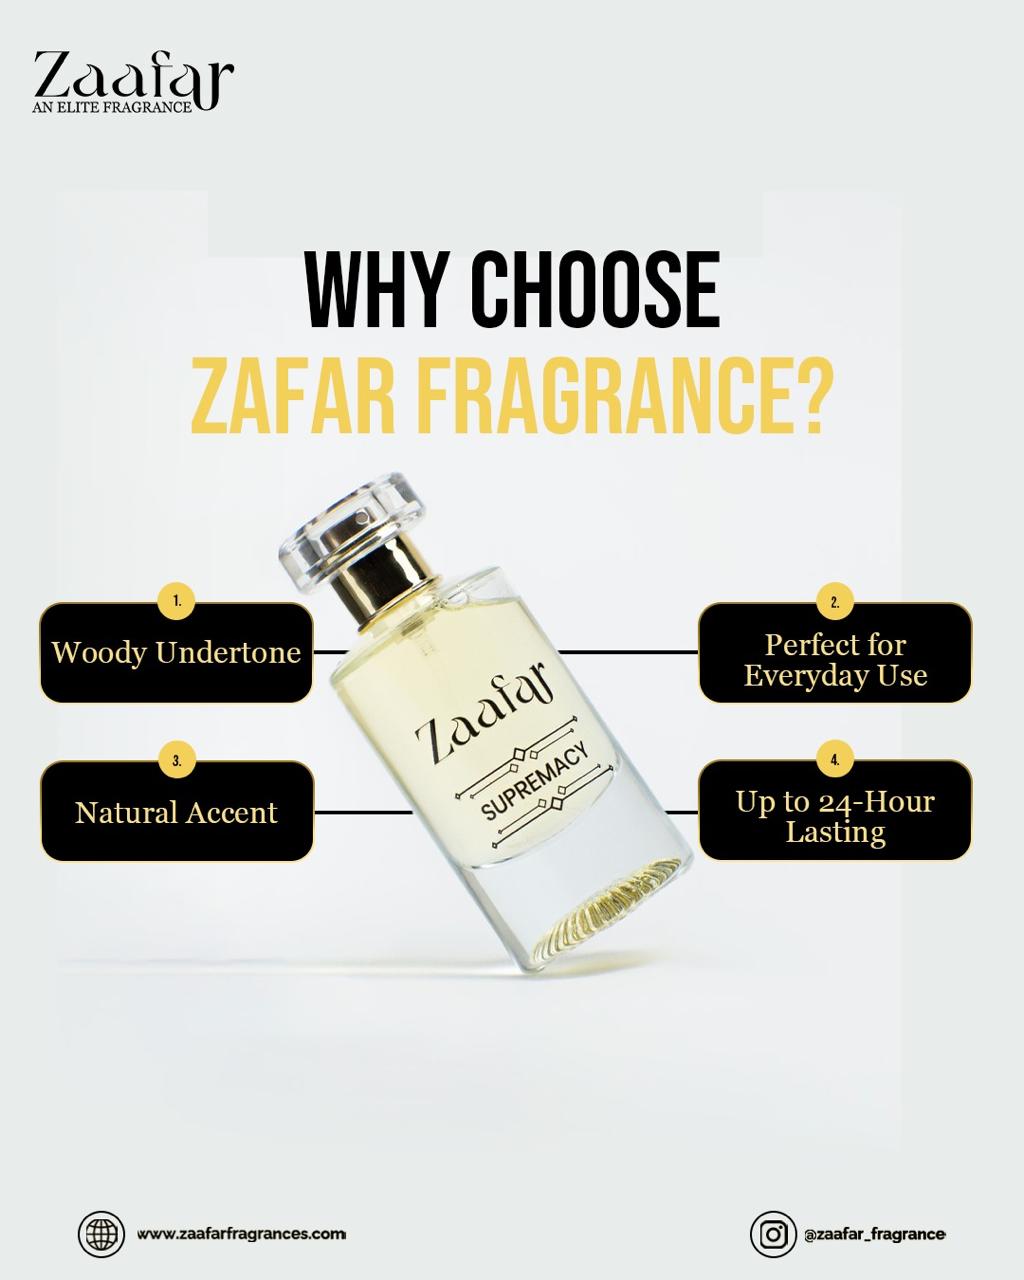 Zaafar
AN ELITE FRAGRANCE
WHY CHOOSE
ZAFAR FRAGRANCE?
1.
Woody Undertone
2.
Perfect for
Everyday Use
3.
Natural Accent
4.
Up to 24-Hour
Lasting
Zaafar
SUPREMACY
www.zaafarfragrances.com
@zaafar_fragrance